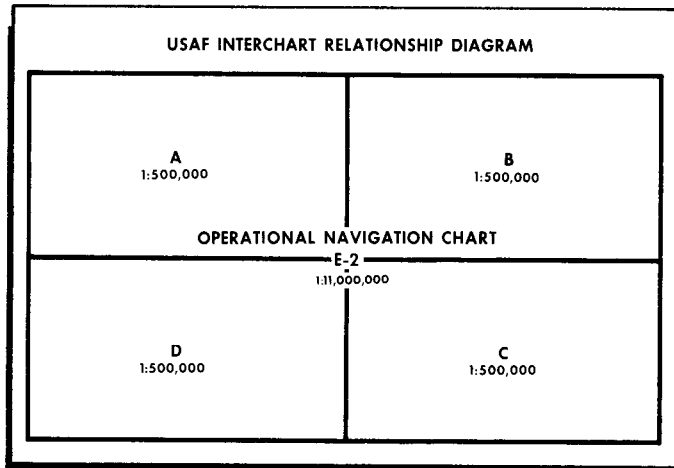 USAF INTERCHART RELATIONSHIP DIAGRAM
A
1:500,000
B
1:500,000
OPERATIONAL NAVIGATION CHART
E-2
1:11,000,000
D
1:500,000
C
1:500,000